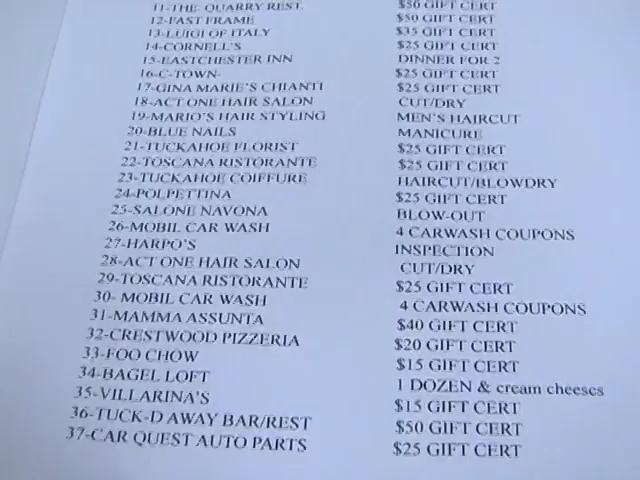 11-THE QUARRY REST. $50 GIFT CERT
12-FAST FRAME $50 GIFT CERT
13-LUIGI OF ITALY $35 GIFT CERT
14-CORNELL'S $25 GIFT CERT
15-EASTCHESTER INN DINNER FOR 2
16-C-TOWN- $25 GIFT CERT
17-GINA MARIE'S CHIANTI $25 GIFT CERT
18-ACT ONE HAIR SALON CUT/DRY
19-MARIO'S HAIR STYLING MEN'S HAIRCUT
20-BLUE NAILS MANICURE
21-TUCKAHOE FLORIST $25 GIFT CERT
22-TOSCANA RISTORANTE $25 GIFT CERT
23-TUCKAHOE COIFFURE HAIRCUT/BLOWDRY
24-POLPETTINA $25 GIFT CERT
25-SALONE NAVONA BLOW-OUT
26-MOBIL CAR WASH 4 CARWASH COUPONS
27-HARPO'S INSPECTION
28-ACT ONE HAIR SALON CUT/DRY
29-TOSCANA RISTORANTE $25 GIFT CERT
30- MOBIL CAR WASH 4 CARWASH COUPONS
31-MAMMA ASSUNTA $40 GIFT CERT
32-CRESTWOOD PIZZERIA $20 GIFT CERT
33-FOO CHOW $15 GIFT CERT
34-BAGEL LOFT 1 DOZEN & cream cheeses
35-VILLARINA'S $15 GIFT CERT
36-TUCK-D AWAY BAR/REST $50 GIFT CERT
37-CAR QUEST AUTO PARTS $25 GIFT CERT